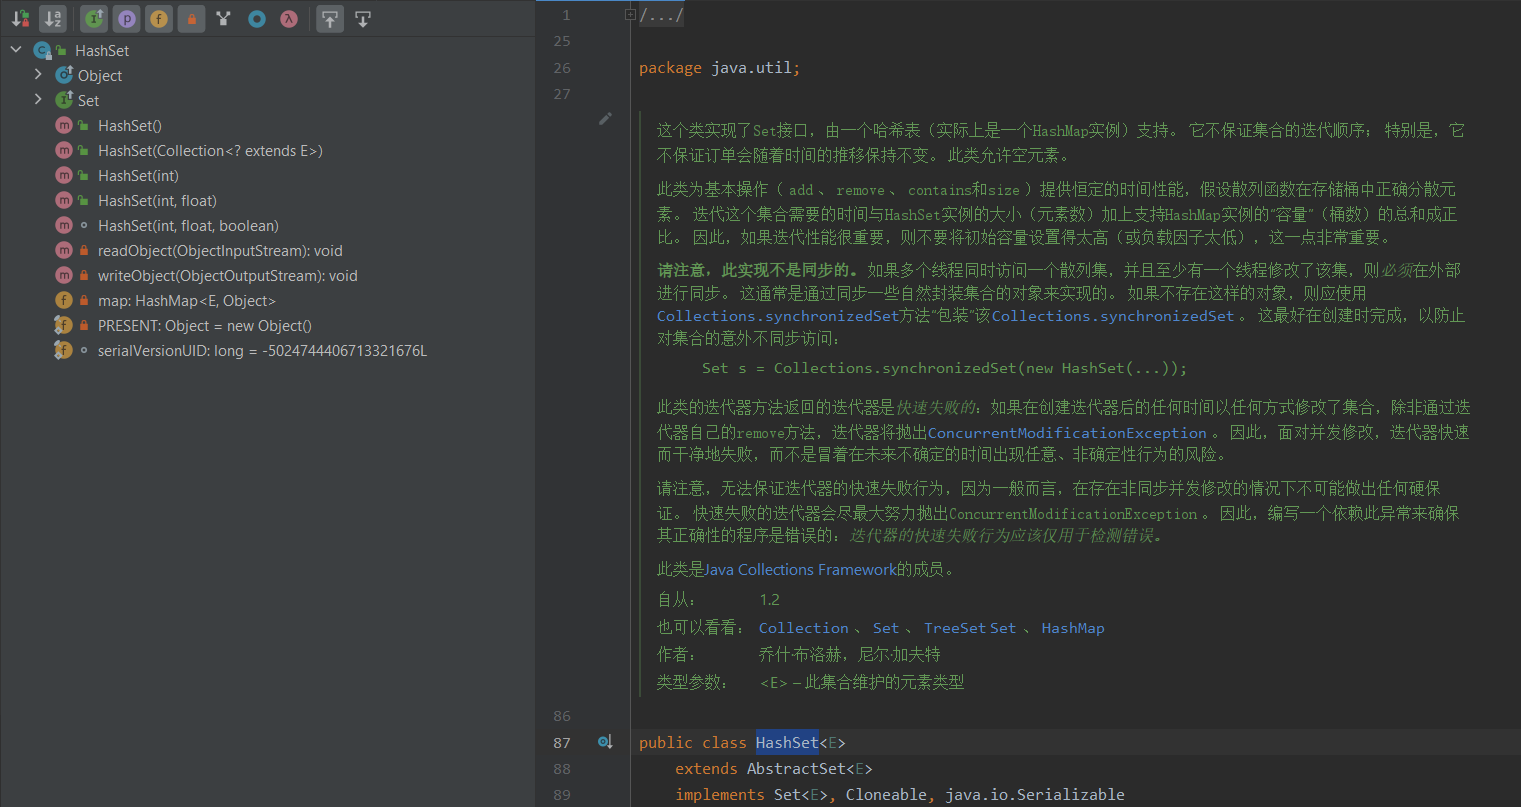 HashSet
Object
Set
HashSet()
HashSet(Collection<? extends E>)
HashSet(int)
HashSet(int, float)
HashSet(int, float, boolean)
readObject(ObjectInputStream): void
writeObject(ObjectOutputStream): void
map: HashMap<E, Object>
PRESENT: Object = new Object()
serialVersionUID: long = -5024744406713321676L
1 /.../
25
26 package java.util;
27
这个类实现了Set接口，由一个哈希表（实际上是一个HashMap实例）支持。 它不保证集合的迭代顺序； 特别是，它
不保证订单会随着时间的推移保持不变。 此类允许空元素。
此类为基本操作（ add 、 remove 、 contains和size ）提供恒定的时间性能，假设散列函数在存储桶中正确分散元
素。 迭代这个集合需要的时间与HashSet实例的大小（元素数）加上支持HashMap实例的“容量”（桶数）的总和成正
比。 因此，如果迭代性能很重要，则不要将初始容量设置得太高（或负载因子太低），这一点非常重要。
请注意，此实现不是同步的。 如果多个线程同时访问一个散列集，并且至少有一个线程修改了该集，则必须在外部
进行同步。 这通常是通过同步一些自然封装集合的对象来实现的。 如果不存在这样的对象，则应使用
Collections.synchronizedSet方法“包装”该Collections.synchronizedSet 。 这最好在创建时完成，以防止
对集合的意外不同步访问：
Set s = Collections.synchronizedSet(new HashSet(...));
此类的迭代器方法返回的迭代器是快速失败的：如果在创建迭代器后的任何时间以任何方式修改了集合，除非通过迭
代器自己的remove方法，迭代器将抛出ConcurrentModificationException 。 因此，面对并发修改，迭代器快速
而干净地失败，而不是冒着在未来不确定的时间出现任意、非确定性行为的风险。
请注意，无法保证迭代器的快速失败行为，因为一般而言，在存在非同步并发修改的情况下不可能做出任何硬保
证。 快速失败的迭代器会尽最大努力抛出ConcurrentModificationException 。 因此，编写一个依赖此异常来确保
其正确性的程序是错误的：迭代器的快速失败行为应该仅用于检测错误。
此类是Java Collections Framework的成员。
自从： 1.2
也可以看看： Collection 、 Set 、 TreeSet Set 、 HashMap
作者： 乔什·布洛赫，尼尔·加夫特
类型参数： <E> – 此集合维护的元素类型
86
87 public class HashSet<E>
88 extends AbstractSet<E>
89 implements Set<E>, Cloneable, java.io.Serializable